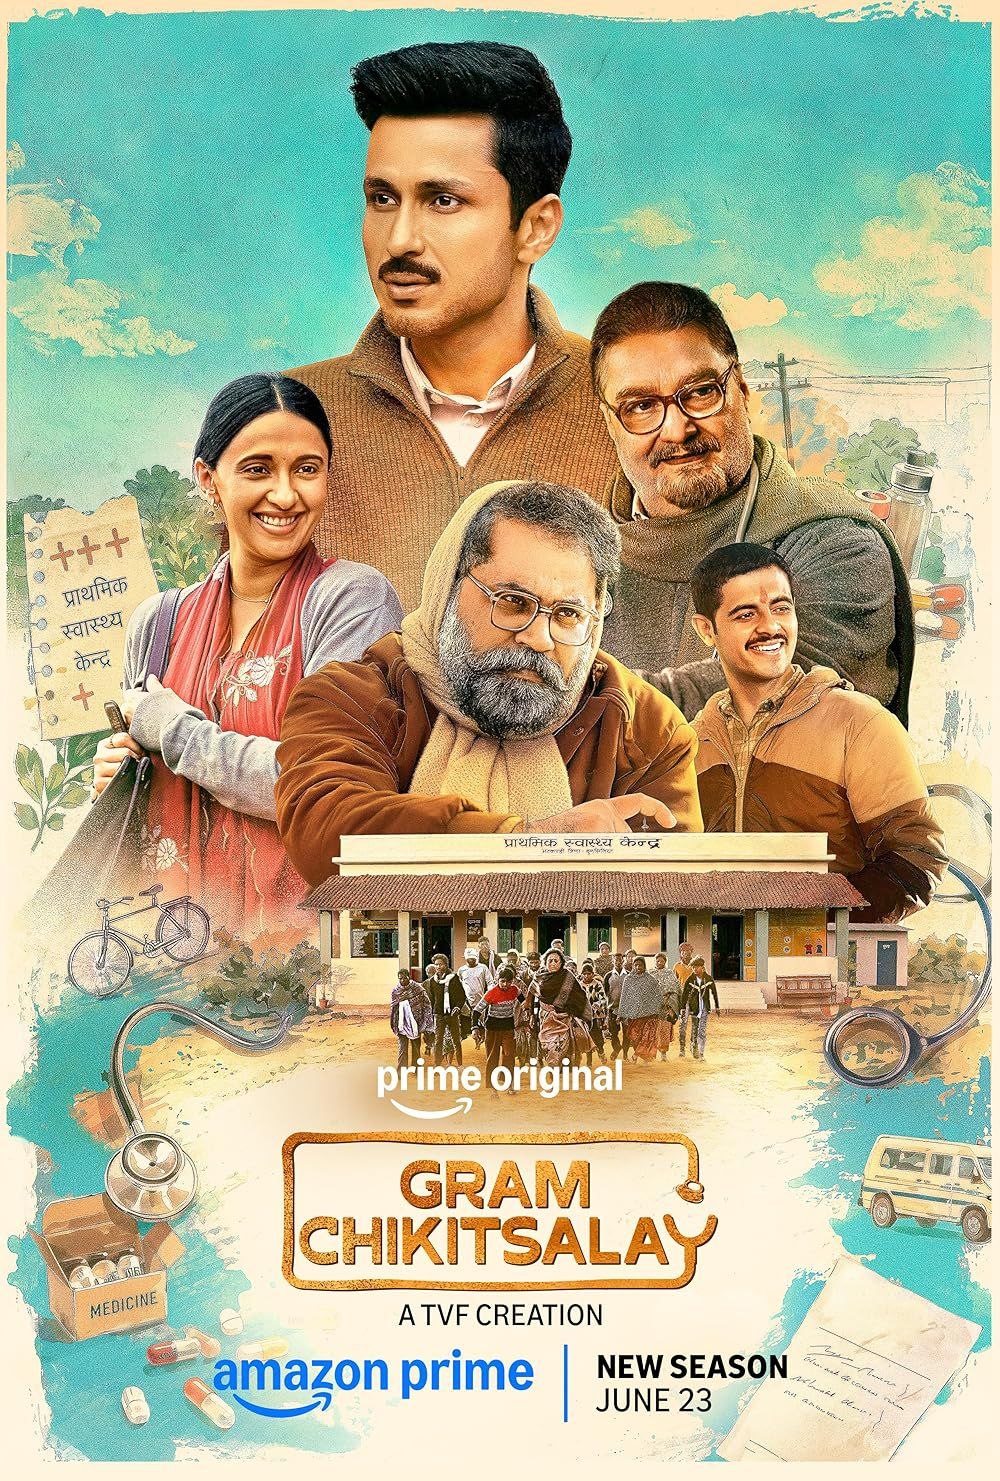 +++
प्राथमिक
स्वास्थ्य
केन्द्र
+
प्राथमिक स्वास्थ्य केन्द्र
prime original
GRAM
CHIKITSALAY
A TVF CREATION
MEDICINE
amazon prime
NEW SEASON
JUNE 23